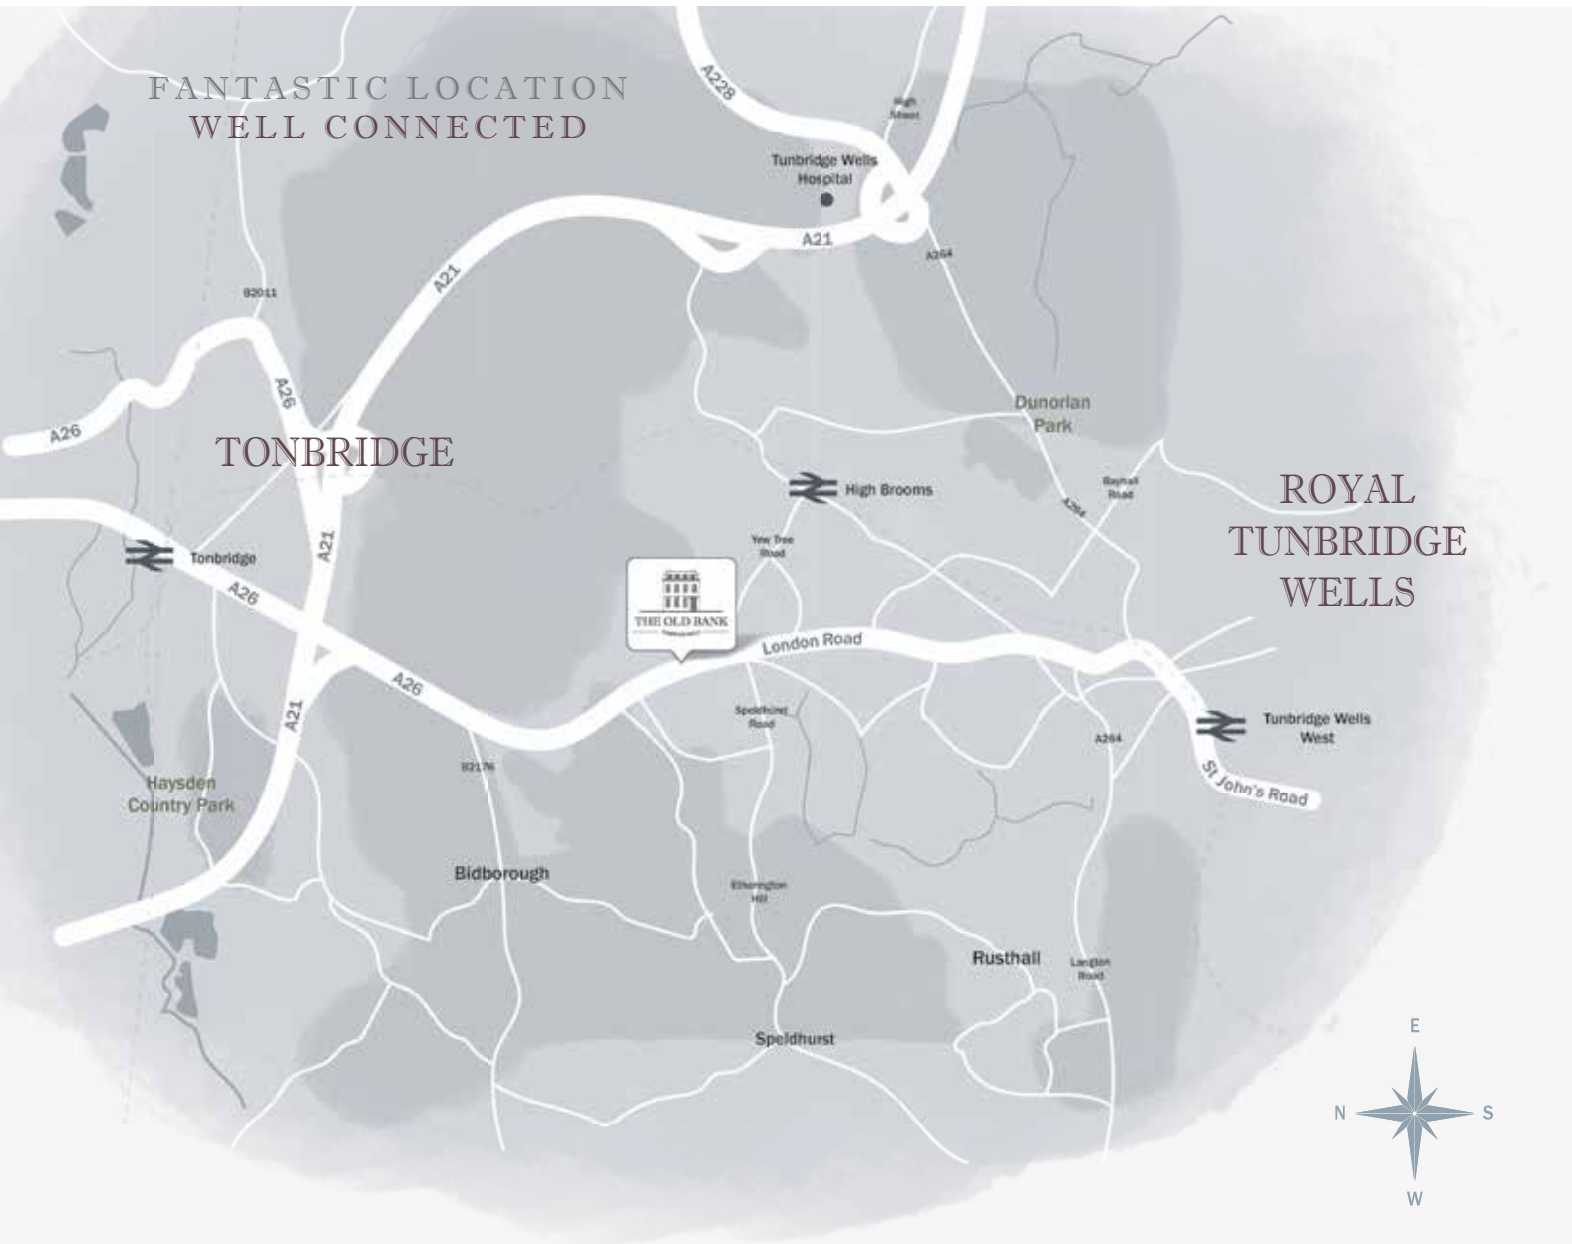 FANTASTIC LOCATION
WELL CONNECTED
A228
High
Street
Tunbridge Wells
Hospital
A21
A264
A21
B2011
A26
A26
TONBRIDGE
Dunorlan
Park
High Brooms
Bayhall
Road
A264
ROYAL
TUNBRIDGE
WELLS
Yew Tree
Road
Tonbridge
A21
A26
THE OLD BANK
London Road
A26
A21
Speldhurst
Road
A264
Tunbridge Wells
West
St John's Road
B2176
Haysden
Country Park
Bidborough
Etherington
Hill
Rusthall
Langton
Road
Speldhurst
E
N
S
W